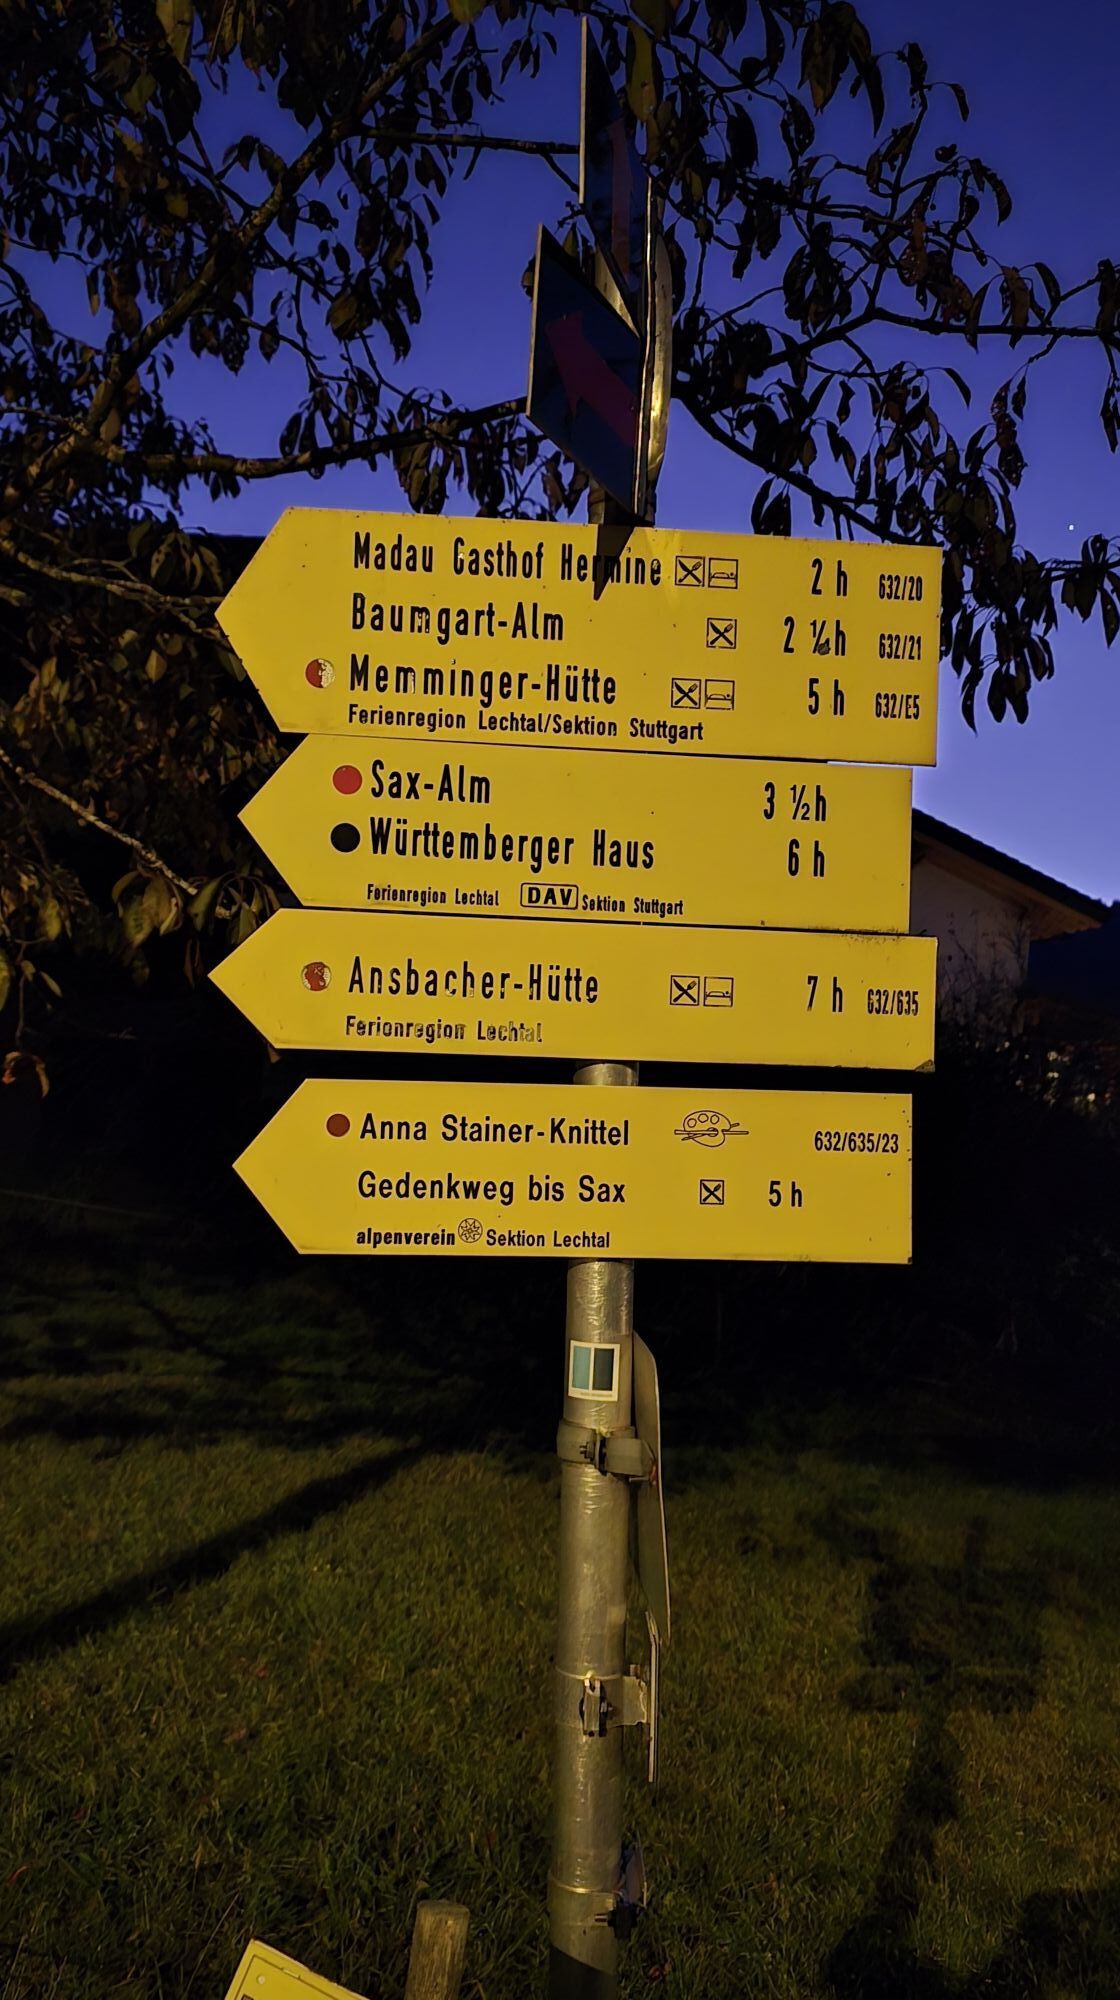 Madau Gasthof Hermine 2 h 632/20
Baumgart-Alm 2 ½h 632/21
Memminger-Hütte 5 h 632/E5
Ferienregion Lechtal/Sektion Stuttgart
Sax-Alm 3 ½h
Württemberger Haus 6 h
Ferienregion Lechtal DAV Sektion Stuttgart
Ansbacher-Hütte 7 h 632/635
Ferienregion Lechtal
Anna Stainer-Knittel 632/635/23
Gedenkweg bis Sax 5 h
alpenverein Sektion Lechtal